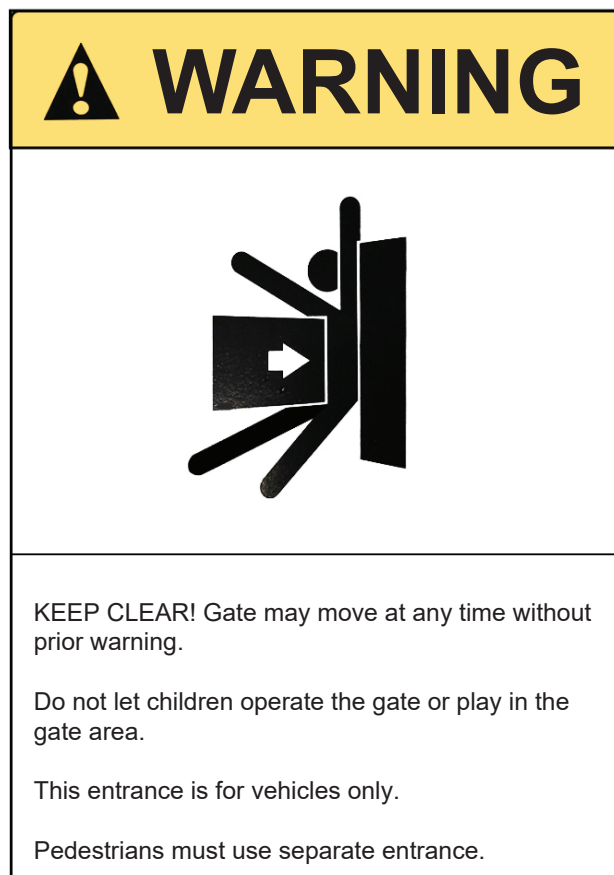 WARNING
KEEP CLEAR! Gate may move at any time without
prior warning.
Do not let children operate the gate or play in the
gate area.
This entrance is for vehicles only.
Pedestrians must use separate entrance.